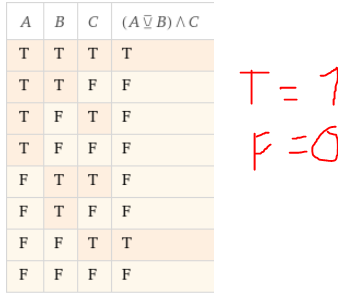 A B C (A ⊻̅ B) ∧ C
T T T T
T T F F
T F T F
T F F F
F T T F
F T F F
F F T T
F F F F
T = 1
F = 0